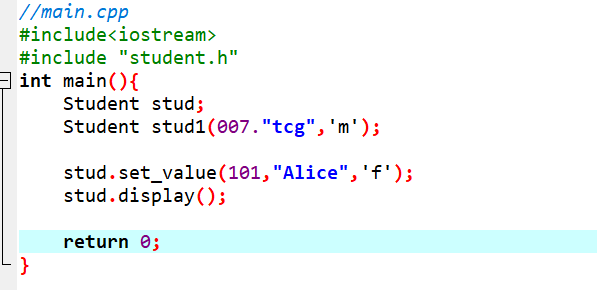 //main.cpp
#include<iostream>
#include "student.h"
int main(){
    Student stud;
    Student stud1(007."tcg",'m');

    stud.set_value(101,"Alice",'f');
    stud.display();

    return 0;
}